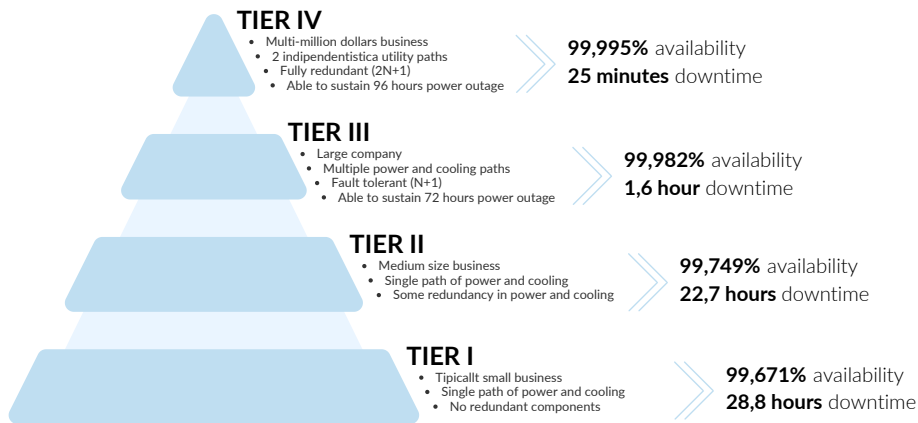 TIER IV
• Multi-million dollars business
• 2 indipendentistica utility paths
• Fully redundant (2N+1)
• Able to sustain 96 hours power outage
99,995% availability
25 minutes downtime
TIER III
• Large company
• Multiple power and cooling paths
• Fault tolerant (N+1)
• Able to sustain 72 hours power outage
99,982% availability
1,6 hour downtime
TIER II
• Medium size business
• Single path of power and cooling
• Some redundancy in power and cooling
99,749% availability
22,7 hours downtime
TIER I
• Tipicallt small business
• Single path of power and cooling
• No redundant components
99,671% availability
28,8 hours downtime